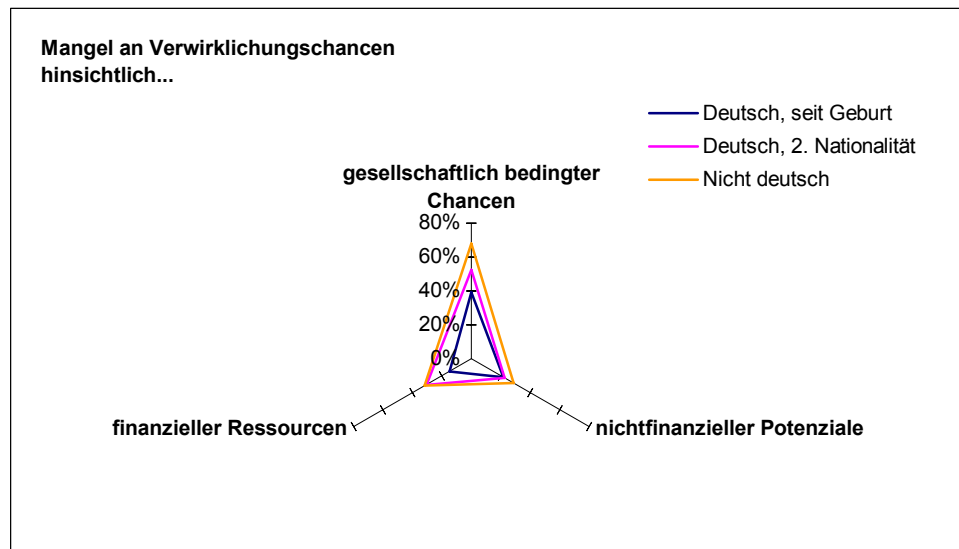 Mangel an Verwirklichungschancen
hinsichtlich...
Deutsch, seit Geburt
Deutsch, 2. Nationalität
Nicht deutsch
gesellschaftlich bedingter
Chancen
80%
60%
40%
20%
0%
finanzieller Ressourcen
nichtfinanzieller Potenziale